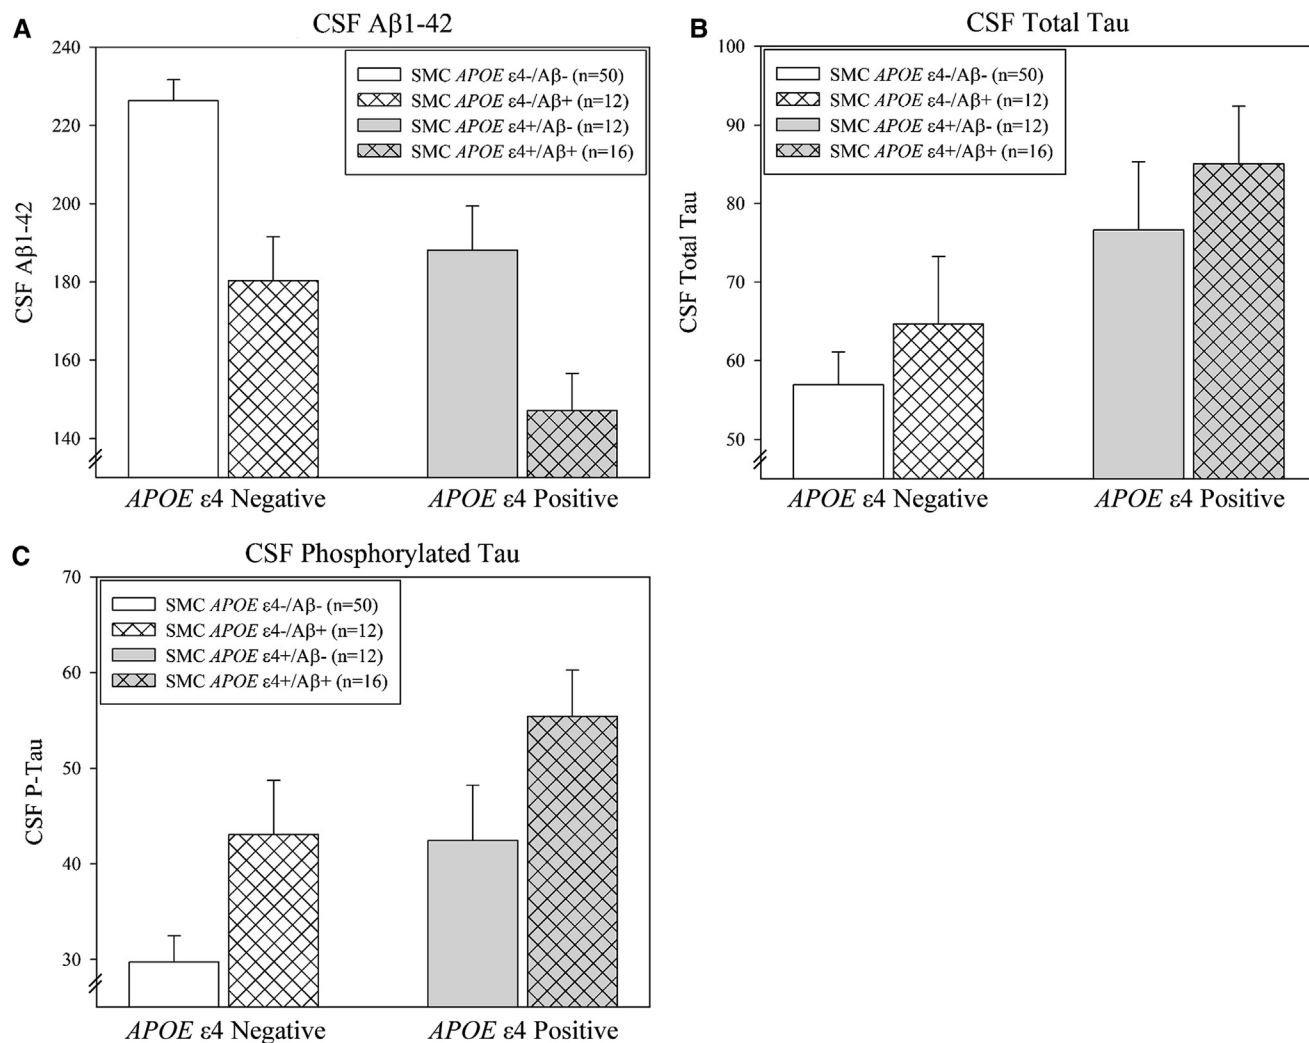 A
CSF Aβ1-42
240
220
200
180
160
140
CSF Aβ1-42
SMC APOE ε4-/Aβ- (n=50)
SMC APOE ε4-/Aβ+ (n=12)
SMC APOE ε4+/Aβ- (n=12)
SMC APOE ε4+/Aβ+ (n=16)
APOE ε4 Negative
APOE ε4 Positive
B
CSF Total Tau
100
90
80
70
60
50
CSF Total Tau
SMC APOE ε4-/Aβ- (n=50)
SMC APOE ε4-/Aβ+ (n=12)
SMC APOE ε4+/Aβ- (n=12)
SMC APOE ε4+/Aβ+ (n=16)
APOE ε4 Negative
APOE ε4 Positive
C
CSF Phosphorylated Tau
70
60
50
40
30
CSF P-Tau
SMC APOE ε4-/Aβ- (n=50)
SMC APOE ε4-/Aβ+ (n=12)
SMC APOE ε4+/Aβ- (n=12)
SMC APOE ε4+/Aβ+ (n=16)
APOE ε4 Negative
APOE ε4 Positive